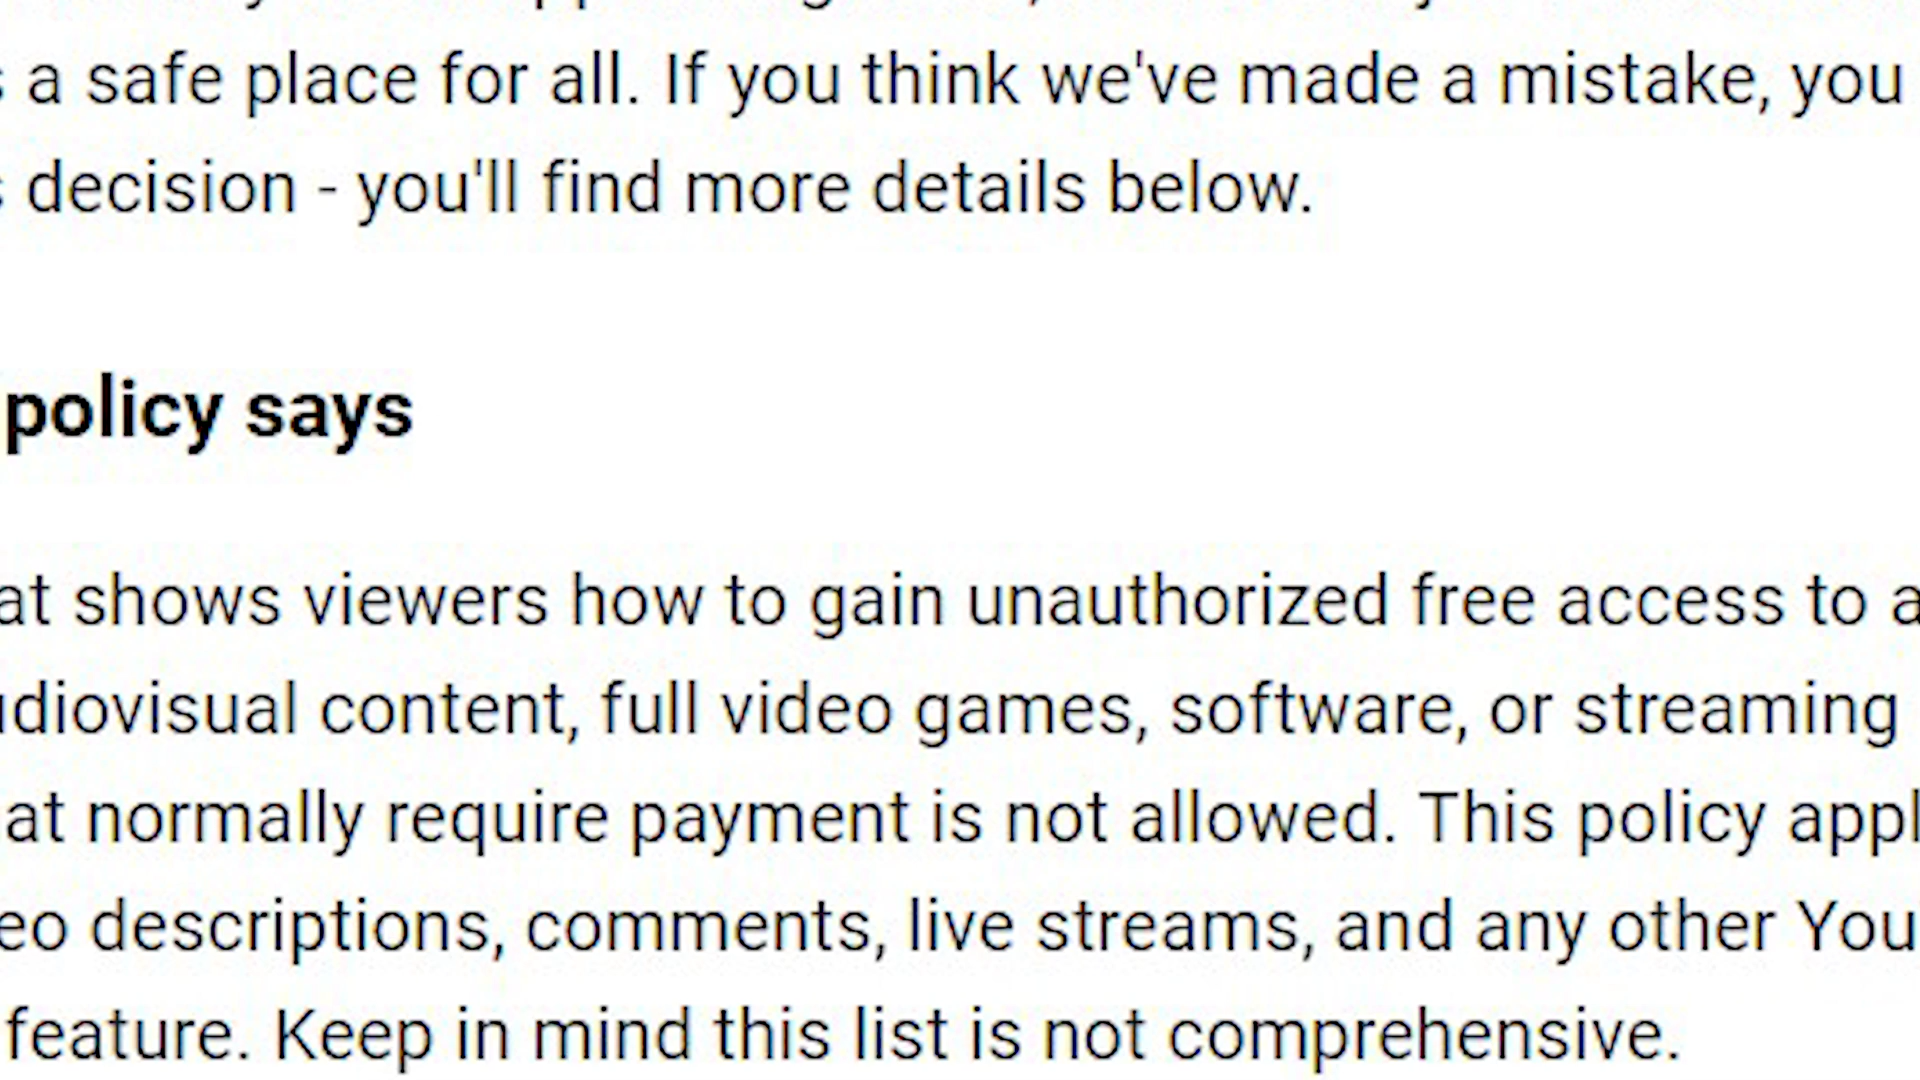 a safe place for all. If you think we've made a mistake, you
decision - you'll find more details below.
policy says
at shows viewers how to gain unauthorized free access to a
udiovisual content, full video games, software, or streaming
at normally require payment is not allowed. This policy appl
eo descriptions, comments, live streams, and any other You
feature. Keep in mind this list is not comprehensive.